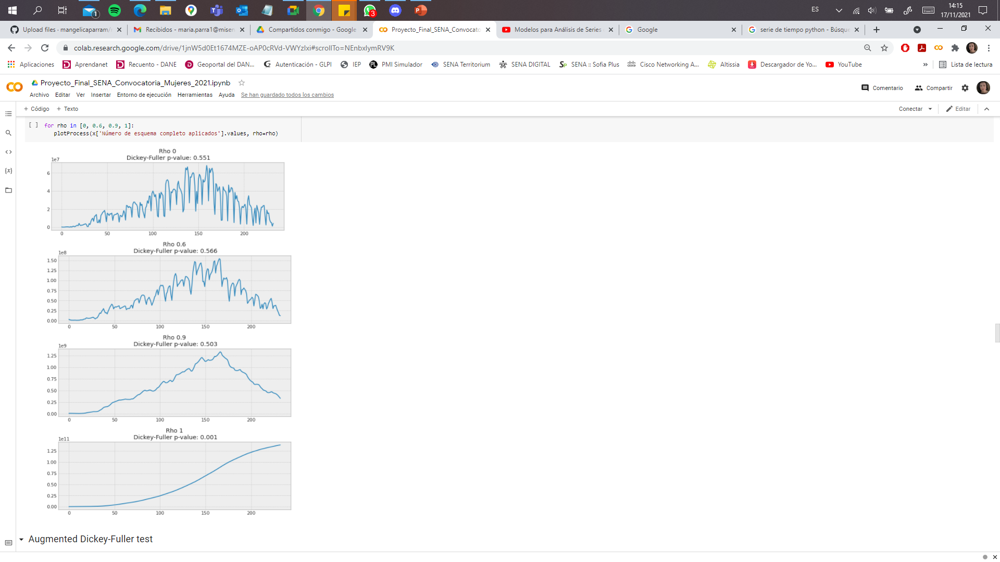 ES
14:15
17/11/2021
1
3
Upload files · mangelicaparram/
Recibidos - maria.parra1@misen
Compartidos conmigo - Google
Proyecto_Final_SENA_Convocato
Modelos para Análisis de Series
Google
serie de tiempo python - Búsque
colab.research.google.com/drive/1jnW5d0Et1674MZE-oAP0cRVd-VWYzlxi#scrollTo=NEnbxlymRV9K
Aplicaciones
Aprendanet
Recuento - DANE
Geoportal del DAN...
Autenticación - GLPI
IEP
PMI Simulador
SENA Territorium
SENA DIGITAL
SENA :: Sofia Plus
Cisco Networking A...
Altissia
Descargador de Yo...
YouTube
»
Lista de lectura
CO
Proyecto_Final_SENA_Convocatoria_Mujeres_2021.ipynb
Archivo Editar Ver Insertar Entorno de ejecución Herramientas Ayuda Se han guardado todos los cambios
Comentario
Compartir
+ Código + Texto
Conectar
Editar
[ ] for rho in [0, 0.6, 0.9, 1]:
plotProcess(x['Número de esquema completo aplicados'].values, rho=rho)
Rho 0
Dickey-Fuller p-value: 0.551
1e7
6
4
2
0
0 50 100 150 200
Rho 0.6
Dickey-Fuller p-value: 0.566
1e8
1.50
1.25
1.00
0.75
0.50
0.25
0.00
0 50 100 150 200
Rho 0.9
Dickey-Fuller p-value: 0.503
1e9
1.25
1.00
0.75
0.50
0.25
0.00
0 50 100 150 200
Rho 1
Dickey-Fuller p-value: 0.001
1e11
1.25
1.00
0.75
0.50
0.25
0.00
0 50 100 150 200
Augmented Dickey-Fuller test